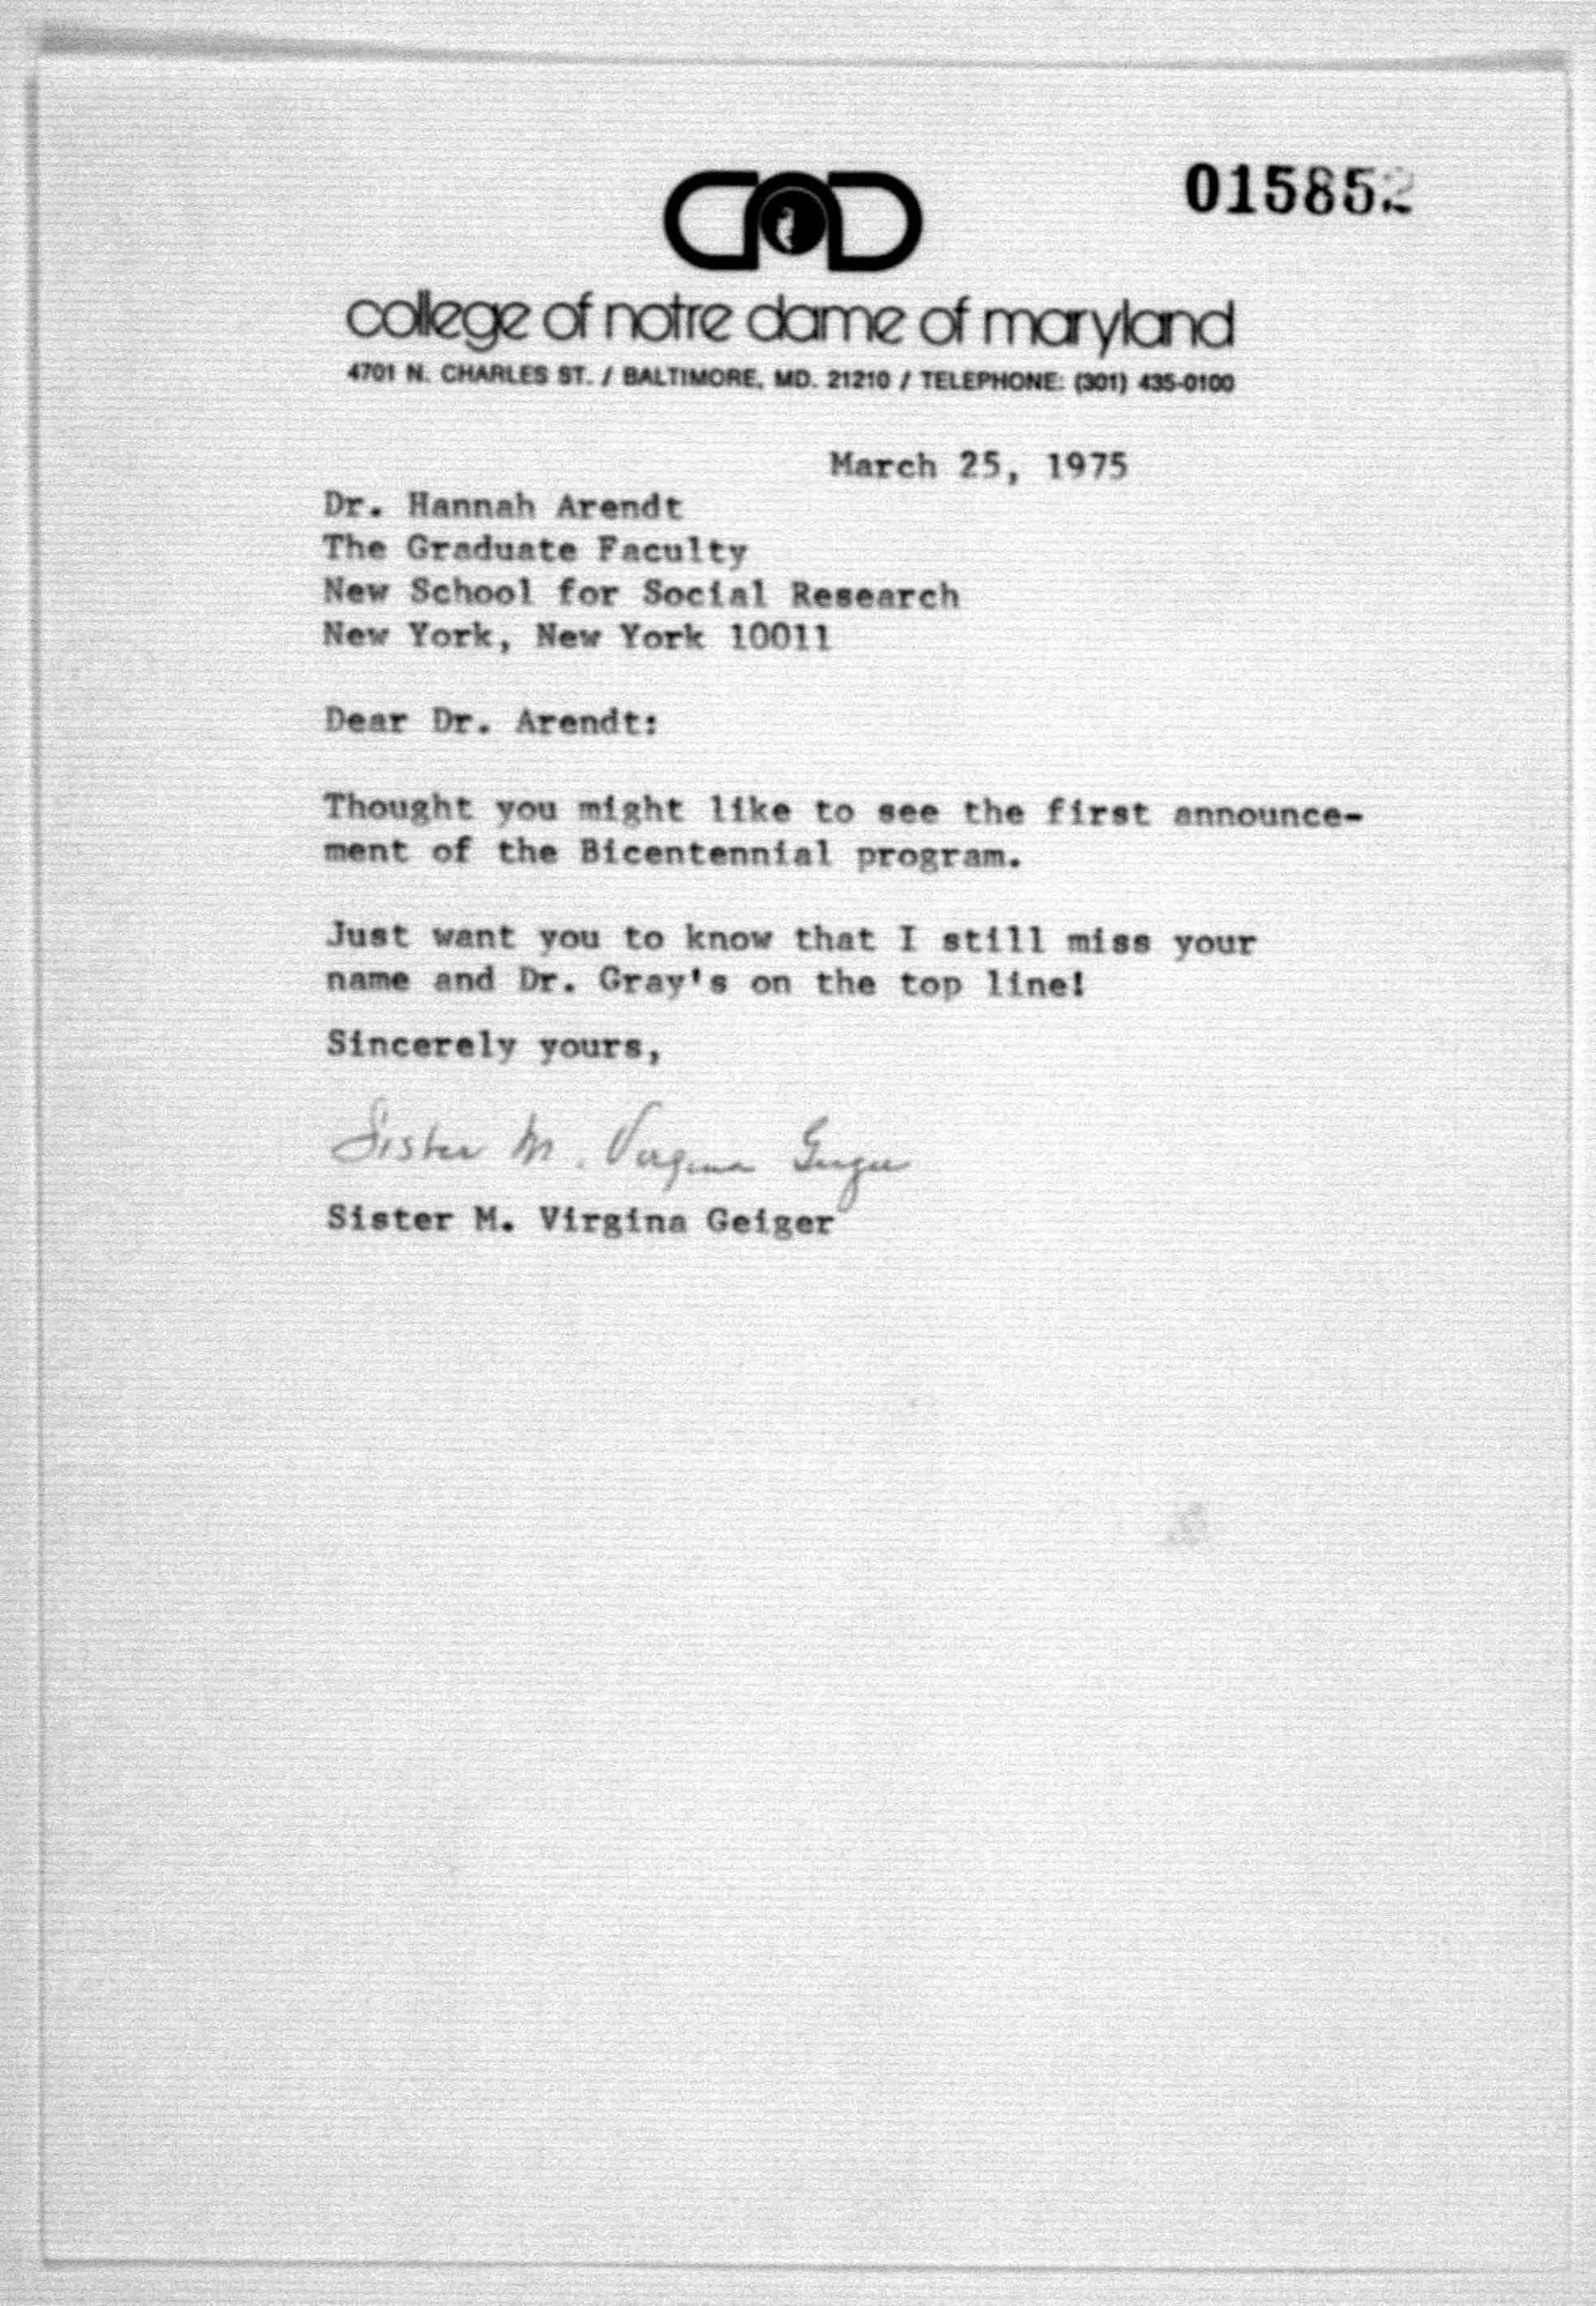 015852
CND
college of notre dame of maryland
4701 N. CHARLES ST. / BALTIMORE, MD. 21210 / TELEPHONE: (301) 435-0100
March 25, 1975
Dr. Hannah Arendt
The Graduate Faculty
New School for Social Research
New York, New York 10011
Dear Dr. Arendt:
Thought you might like to see the first announce-
ment of the Bicentennial program.
Just want you to know that I still miss your
name and Dr. Gray's on the top line!
Sincerely yours,
Sister M. Virginia Geiger
Sister M. Virgina Geiger